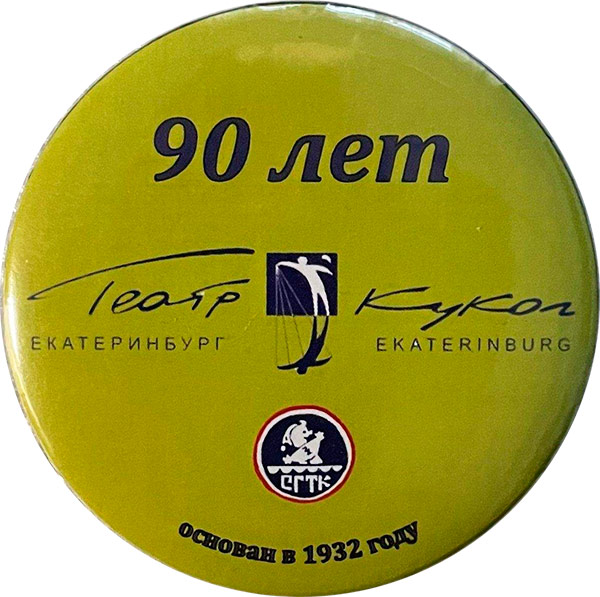 90 лет
Театр Кукол
ЕКАТЕРИНБУРГ EKATERINBURG
СГТК
основан в 1932 году